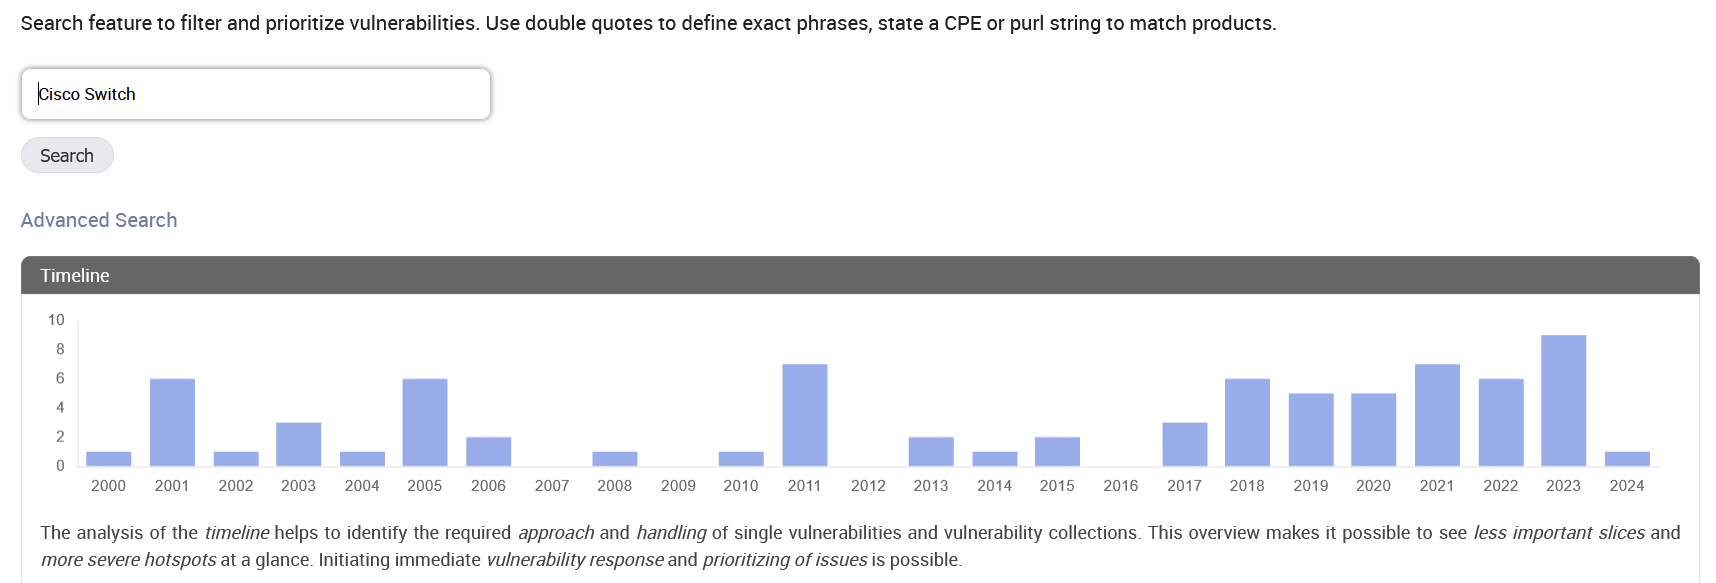 Search feature to filter and prioritize vulnerabilities. Use double quotes to define exact phrases, state a CPE or purl string to match products.
Cisco Switch
Search
Advanced Search
Timeline
10
8
6
4
2
0
2000 2001 2002 2003 2004 2005 2006 2007 2008 2009 2010 2011 2012 2013 2014 2015 2016 2017 2018 2019 2020 2021 2022 2023 2024
The analysis of the timeline helps to identify the required approach and handling of single vulnerabilities and vulnerability collections. This overview makes it possible to see less important slices and
more severe hotspots at a glance. Initiating immediate vulnerability response and prioritizing of issues is possible.